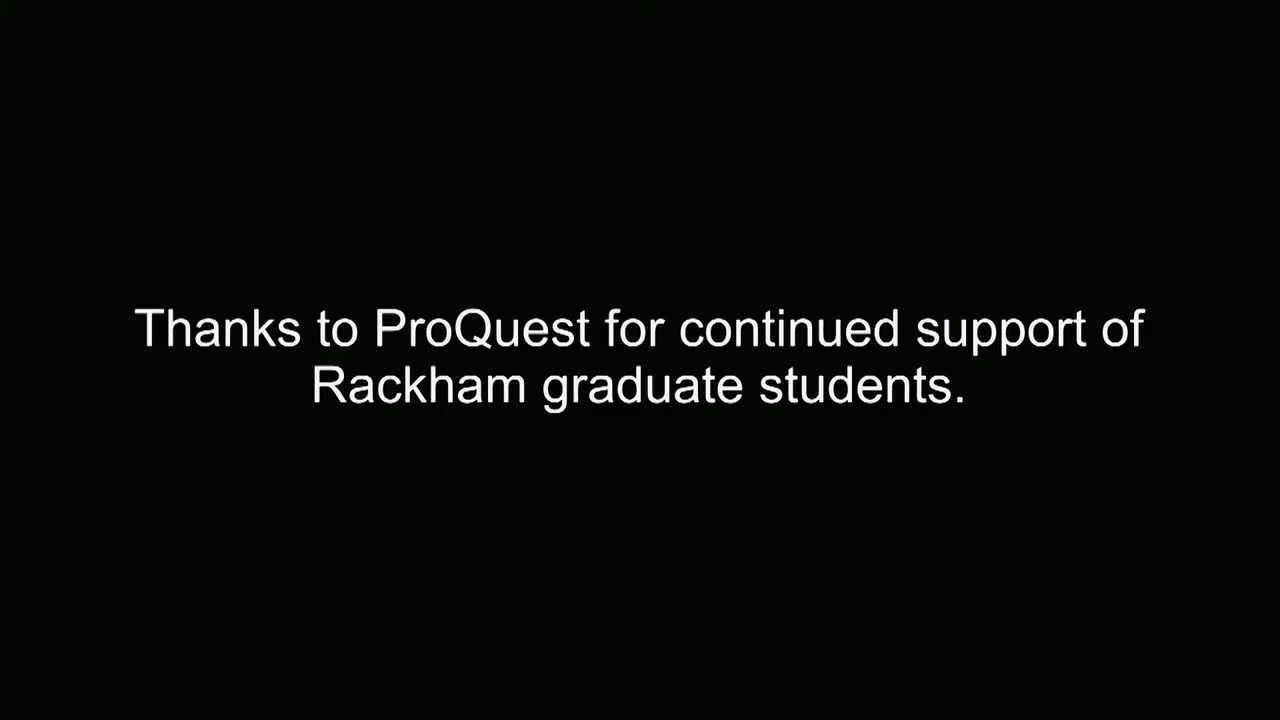 Thanks to ProQuest for continued support of
Rackham graduate students.